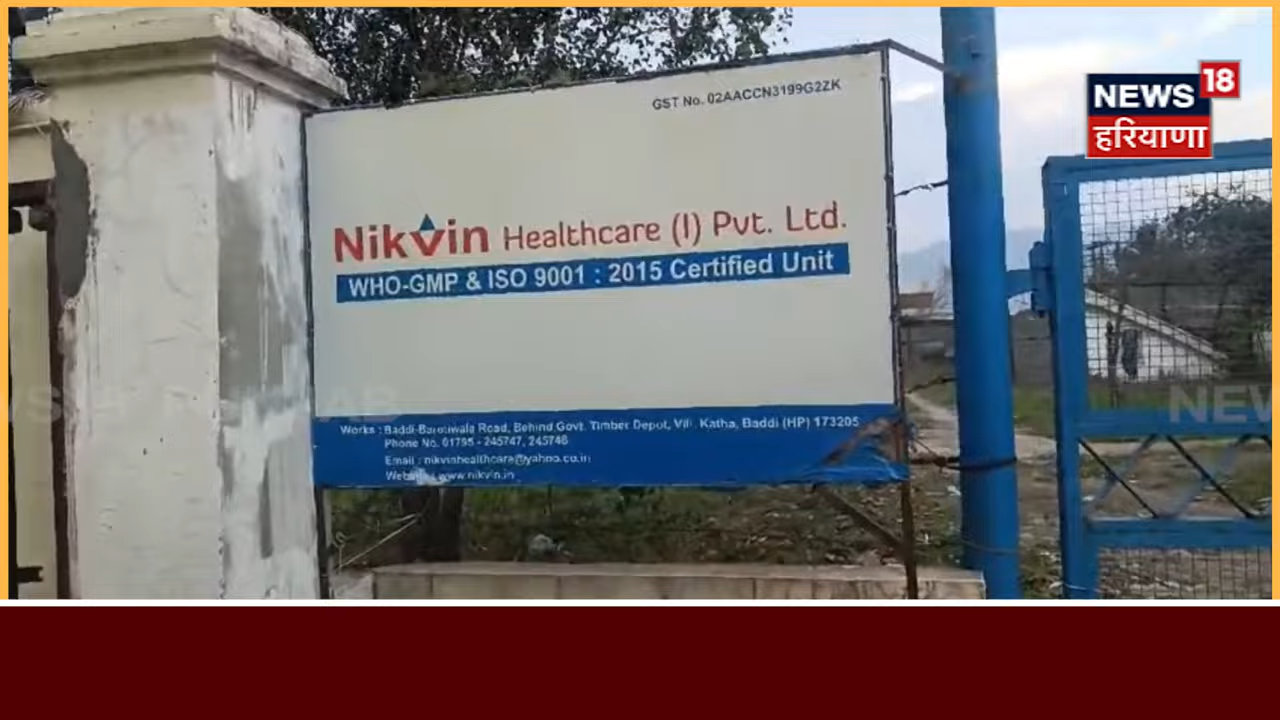 GST No. 02AACCN3199G2ZK
NEWS 18
हरियाणा
Nikvin Healthcare (I) Pvt. Ltd.
WHO-GMP & ISO 9001 : 2015 Certified Unit
Works : Baddi-Barotiwala Road, Behind Govt. Timber Depot, Vill. Katha, Baddi (HP) 173205
Phone No. 01795 - 245747, 245748
Email : nikvinhealthcare@yahoo.co.in
Website : www.nikvin.in
NEW